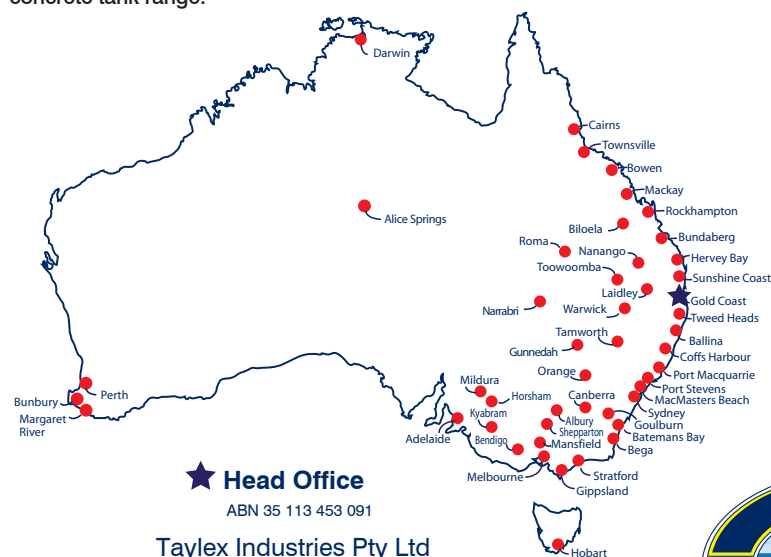 concrete tank range.
Darwin
Cairns
Townsville
Bowen
Mackay
Rockhampton
Alice Springs
Biloela
Bundaberg
Roma
Nanango
Hervey Bay
Toowoomba
Sunshine Coast
Laidley
Gold Coast
Narrabri
Warwick
Tweed Heads
Tamworth
Ballina
Gunnedah
Coffs Harbour
Orange
Port Macquarrie
Mildura
Port Stevens
Perth
Horsham
Canberra
MacMasters Beach
Bunbury
Kyabram
Albury
Sydney
Margaret
River
Goulburn
Shepparton
Adelaide
Bendigo
Mansfield
Batemans Bay
Bega
Melbourne
Stratford
Gippsland
Head Office
ABN 35 113 453 091
Taylex Industries Pty Ltd
Hobart